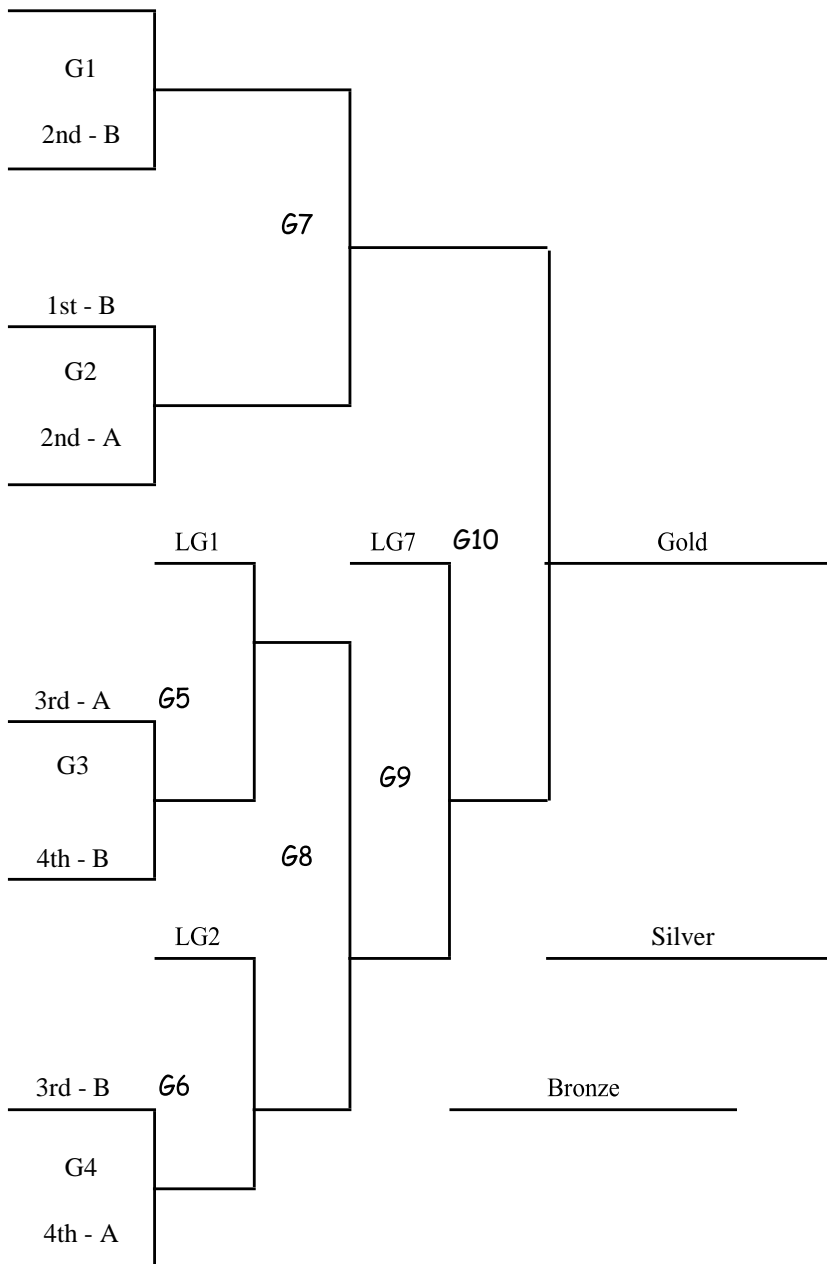 G1
2nd - B
G7
1st - B
G2
2nd - A
LG1
LG7
G10
Gold
3rd - A
G5
G3
G9
4th - B
G8
LG2
Silver
3rd - B
G6
Bronze
G4
4th - A